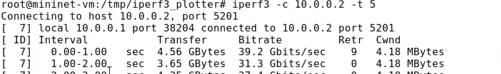 root@mininet-vm:/tmp/iperf3_plotter# iperf3 -c 10.0.0.2 -t 5
Connecting to host 10.0.0.2, port 5201
[  7] local 10.0.0.1 port 38204 connected to 10.0.0.2 port 5201
[ ID] Interval           Transfer     Bitrate         Retr  Cwnd
[  7]   0.00-1.00   sec  4.56 GBytes  39.2 Gbits/sec    9   4.18 MBytes
[  7]   1.00-2.00   sec  3.65 GBytes  31.3 Gbits/sec    0   4.18 MBytes